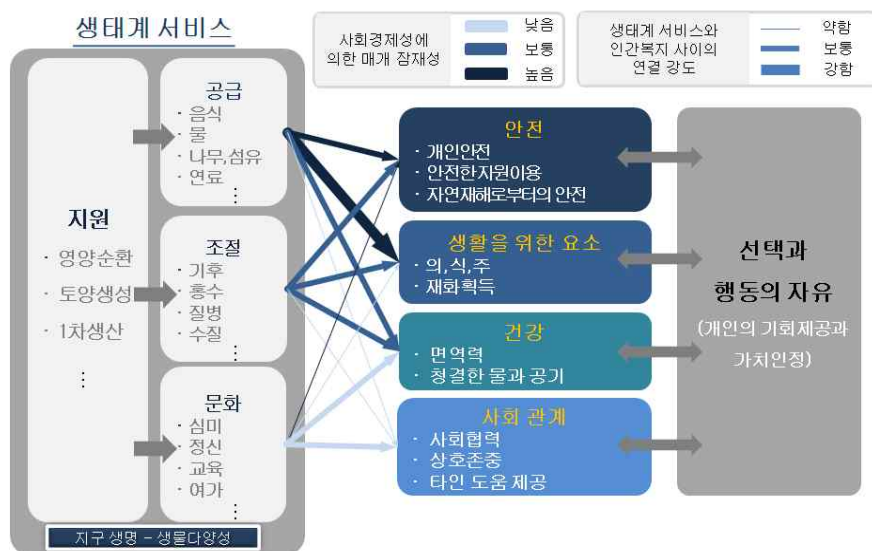 생태계 서비스
사회경제성에
의한 매개 잠재성
낮음
보통
높음
생태계 서비스와
인간복지 사이의
연결 강도
약함
보통
강함
지원
· 영양순환
· 토양생성
· 1차생산
⋮
공급
· 음식
· 물
· 나무,섬유
· 연료
⋮
조절
· 기후
· 홍수
· 질병
· 수질
⋮
문화
· 심미
· 정신
· 교육
· 여가
⋮
지구 생명 – 생물다양성
안전
· 개인안전
· 안전한자원이용
· 자연재해로부터의 안전
생활을 위한 요소
· 의,식,주
· 재화획득
건강
· 면역력
· 청결한 물과 공기
사회 관계
· 사회협력
· 상호존중
· 타인 도움 제공
선택과
행동의 자유
(개인의 기회제공과
가치인정)